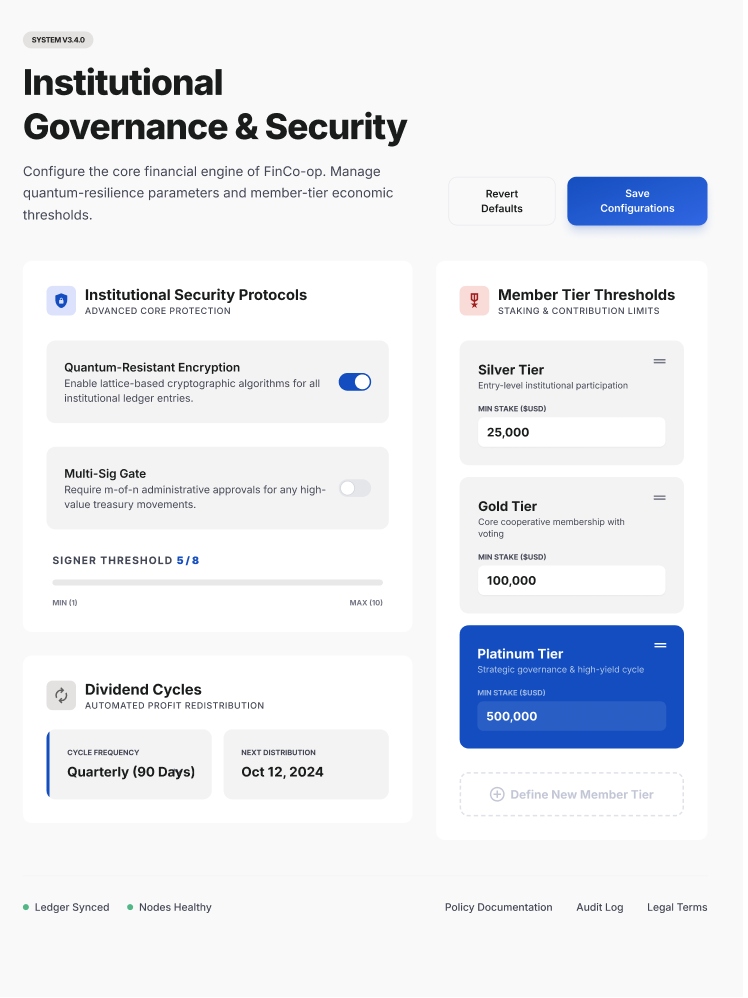 SYSTEM V3.4.0
Institutional
Governance & Security
Configure the core financial engine of FinCo-op. Manage
quantum-resilience parameters and member-tier economic
thresholds.
Revert
Defaults
Save
Configurations
Institutional Security Protocols
ADVANCED CORE PROTECTION
Quantum-Resistant Encryption
Enable lattice-based cryptographic algorithms for all
institutional ledger entries.
Multi-Sig Gate
Require m-of-n administrative approvals for any high-
value treasury movements.
SIGNER THRESHOLD 5/8
MIN (1)
MAX (10)
Dividend Cycles
AUTOMATED PROFIT REDISTRIBUTION
CYCLE FREQUENCY
Quarterly (90 Days)
NEXT DISTRIBUTION
Oct 12, 2024
Member Tier Thresholds
STAKING & CONTRIBUTION LIMITS
Silver Tier
Entry-level institutional participation
MIN STAKE ($USD)
25,000
Gold Tier
Core cooperative membership with
voting
MIN STAKE ($USD)
100,000
Platinum Tier
Strategic governance & high-yield cycle
MIN STAKE ($USD)
500,000
Define New Member Tier
Ledger Synced
Nodes Healthy
Policy Documentation
Audit Log
Legal Terms